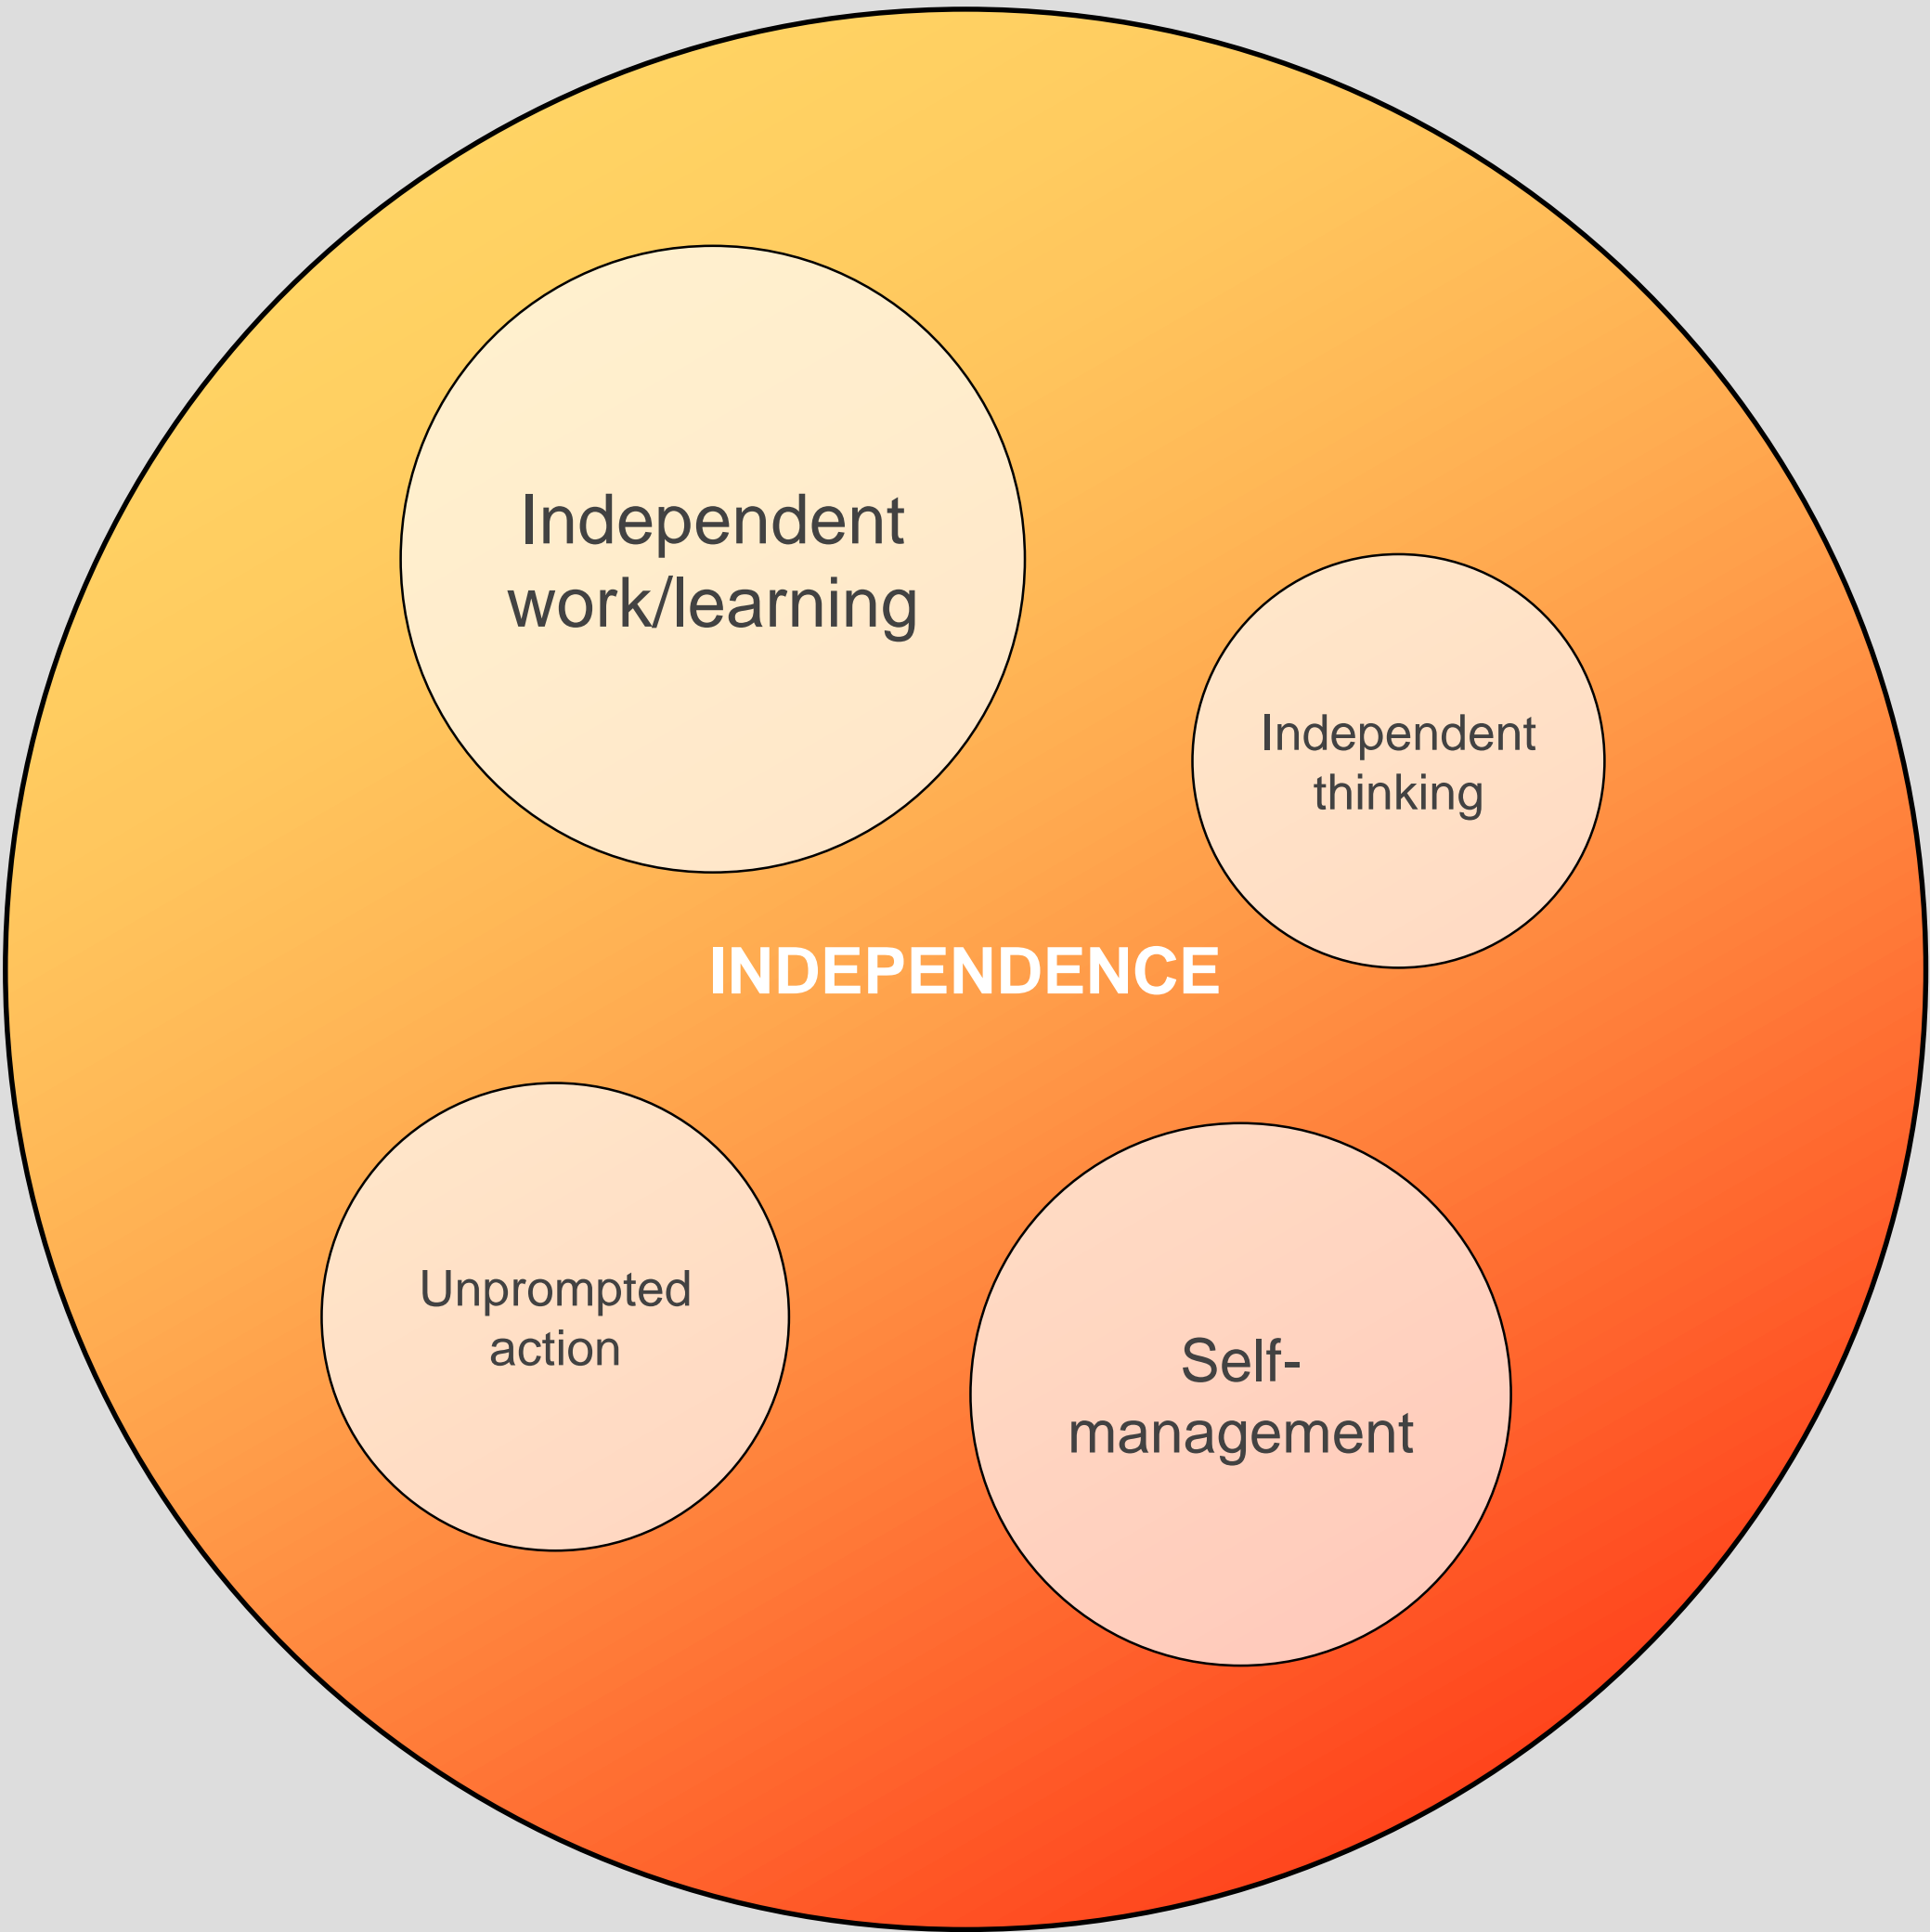 Independent
work/learning
Independent
thinking
INDEPENDENCE
Unprompted
action
Self-
management